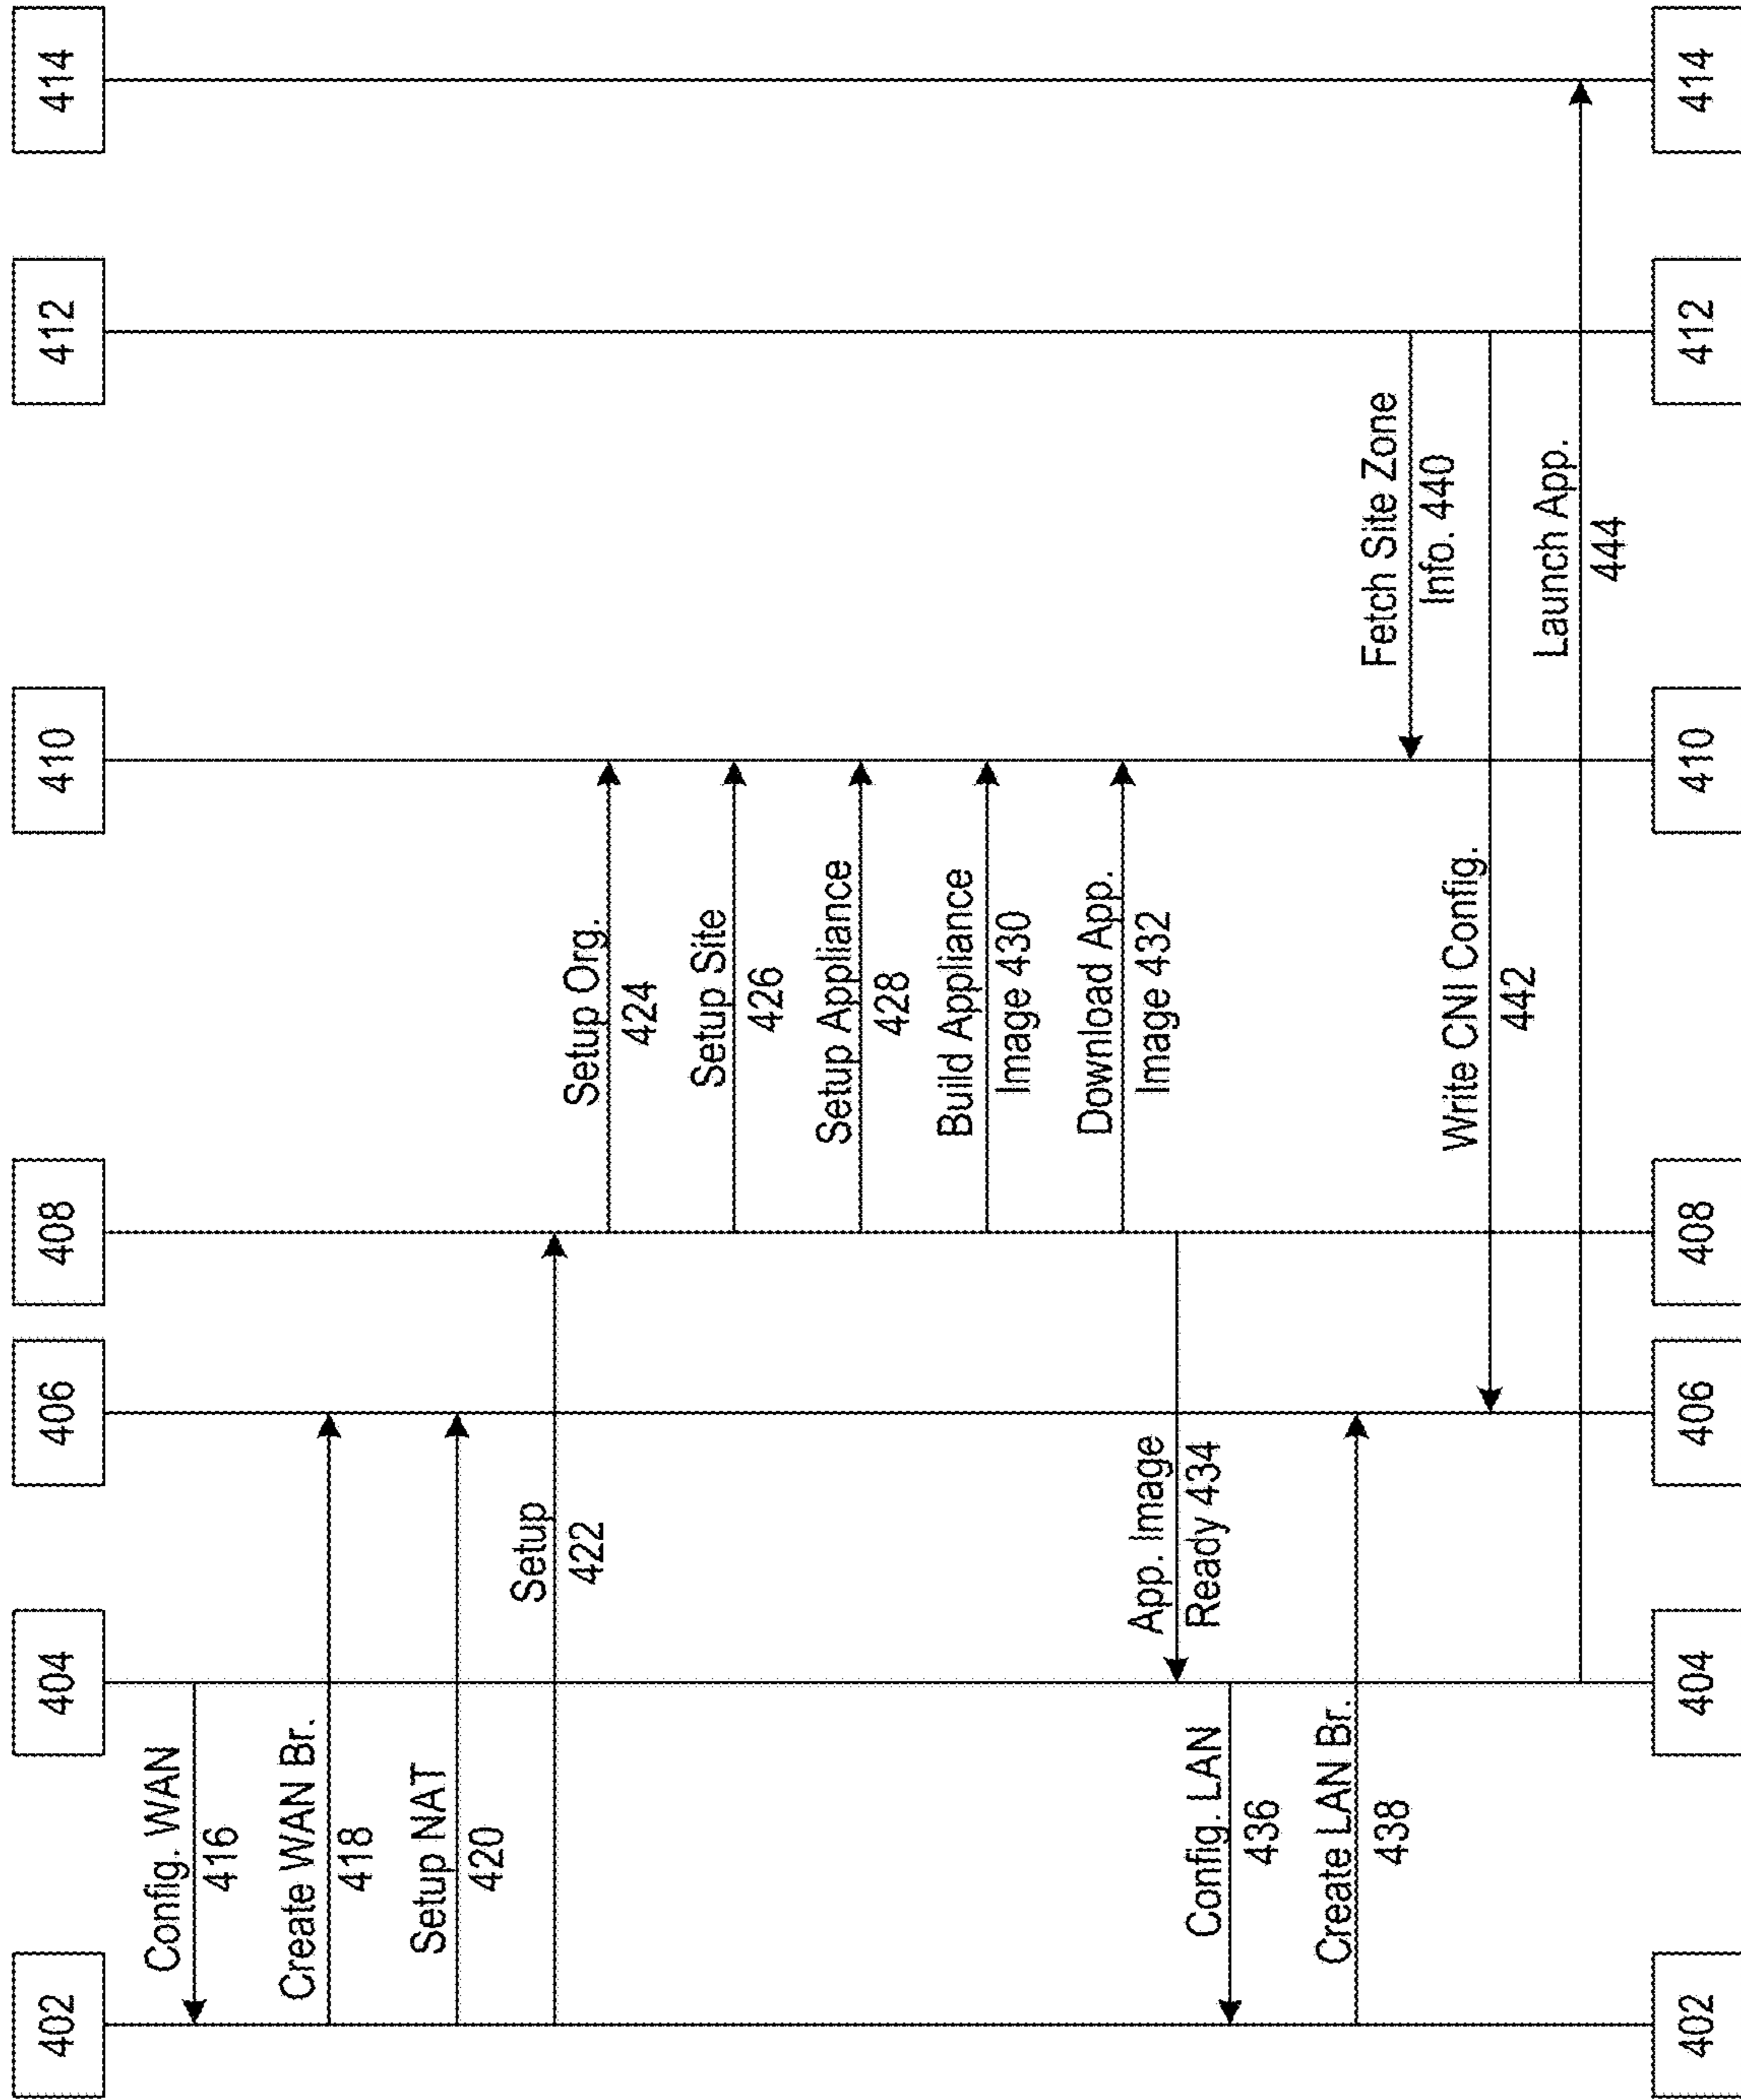 402
404
406
408
410
412
414
Config. WAN
416
Create WAN Br.
418
Setup NAT
420
Setup
422
Setup Org.
424
Setup Site
426
Setup Appliance
428
Build Appliance
Image 430
Download App.
Image 432
App. Image
Ready 434
Config. LAN
436
Create LAN Br.
438
Fetch Site Zone
Info. 440
Write CNI Config.
442
Launch App.
444
402
404
406
408
410
412
414